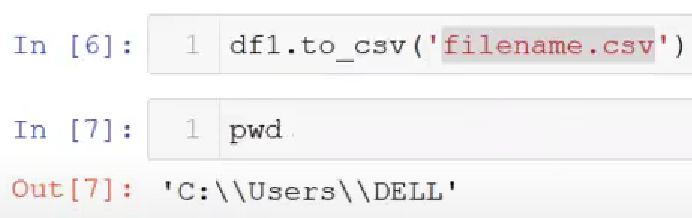 In [6]: 1 df1.to_csv('filename.csv')
In [7]: 1 pwd
Out[7]: 'C:\\Users\\DELL'